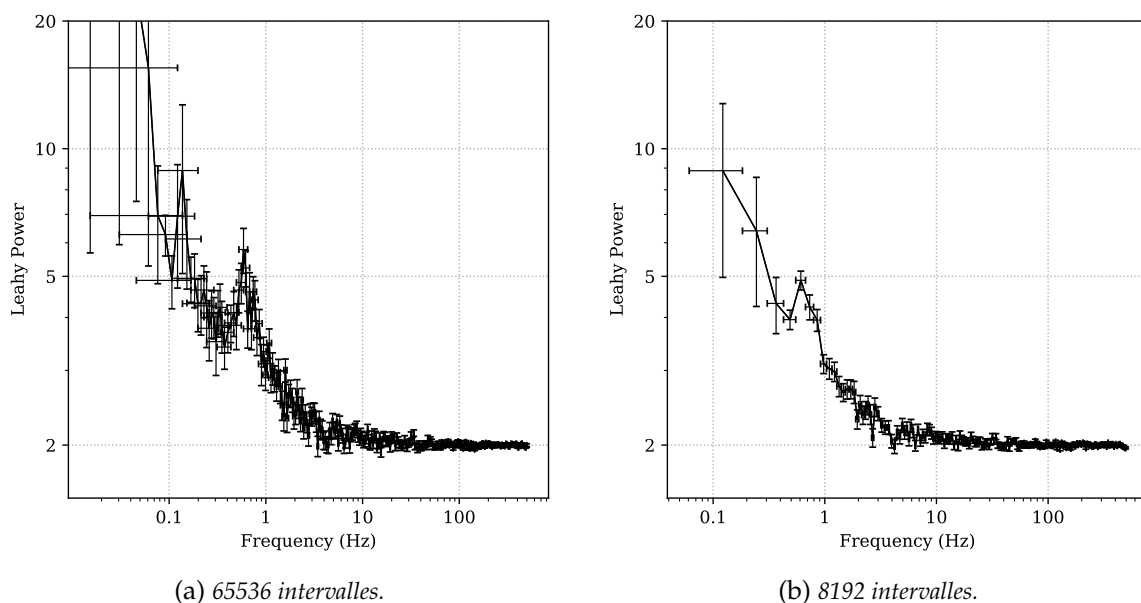 20
10
5
2
Leahy Power
0.1 1 10 100
Frequency (Hz)
(a) 65536 intervalles.
20
10
5
2
Leahy Power
0.1 1 10 100
Frequency (Hz)
(b) 8192 intervalles.